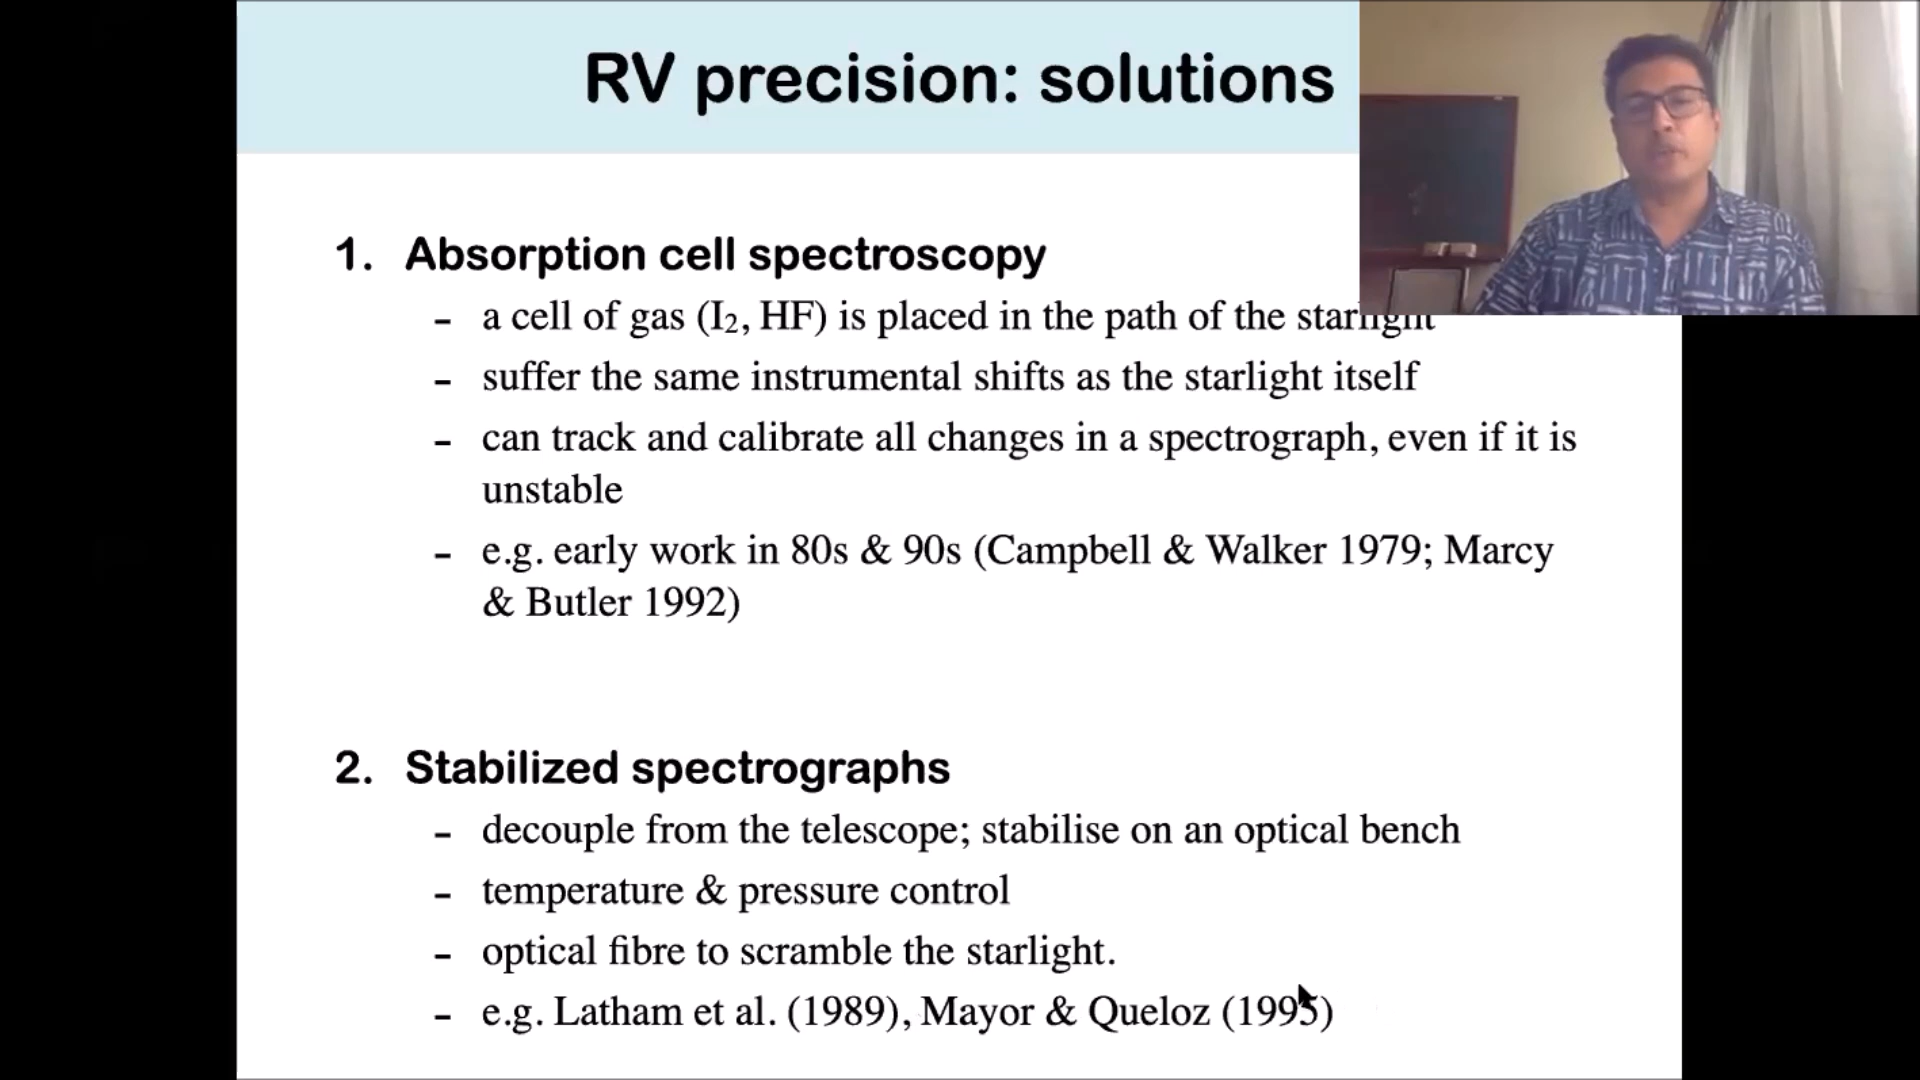 RV precision: solutions
1. Absorption cell spectroscopy
- a cell of gas (I₂, HF) is placed in the path of the starlight
- suffer the same instrumental shifts as the starlight itself
- can track and calibrate all changes in a spectrograph, even if it is
unstable
- e.g. early work in 80s & 90s (Campbell & Walker 1979; Marcy
& Butler 1992)
2. Stabilized spectrographs
- decouple from the telescope; stabilise on an optical bench
- temperature & pressure control
- optical fibre to scramble the starlight.
- e.g. Latham et al. (1989), Mayor & Queloz (1995)